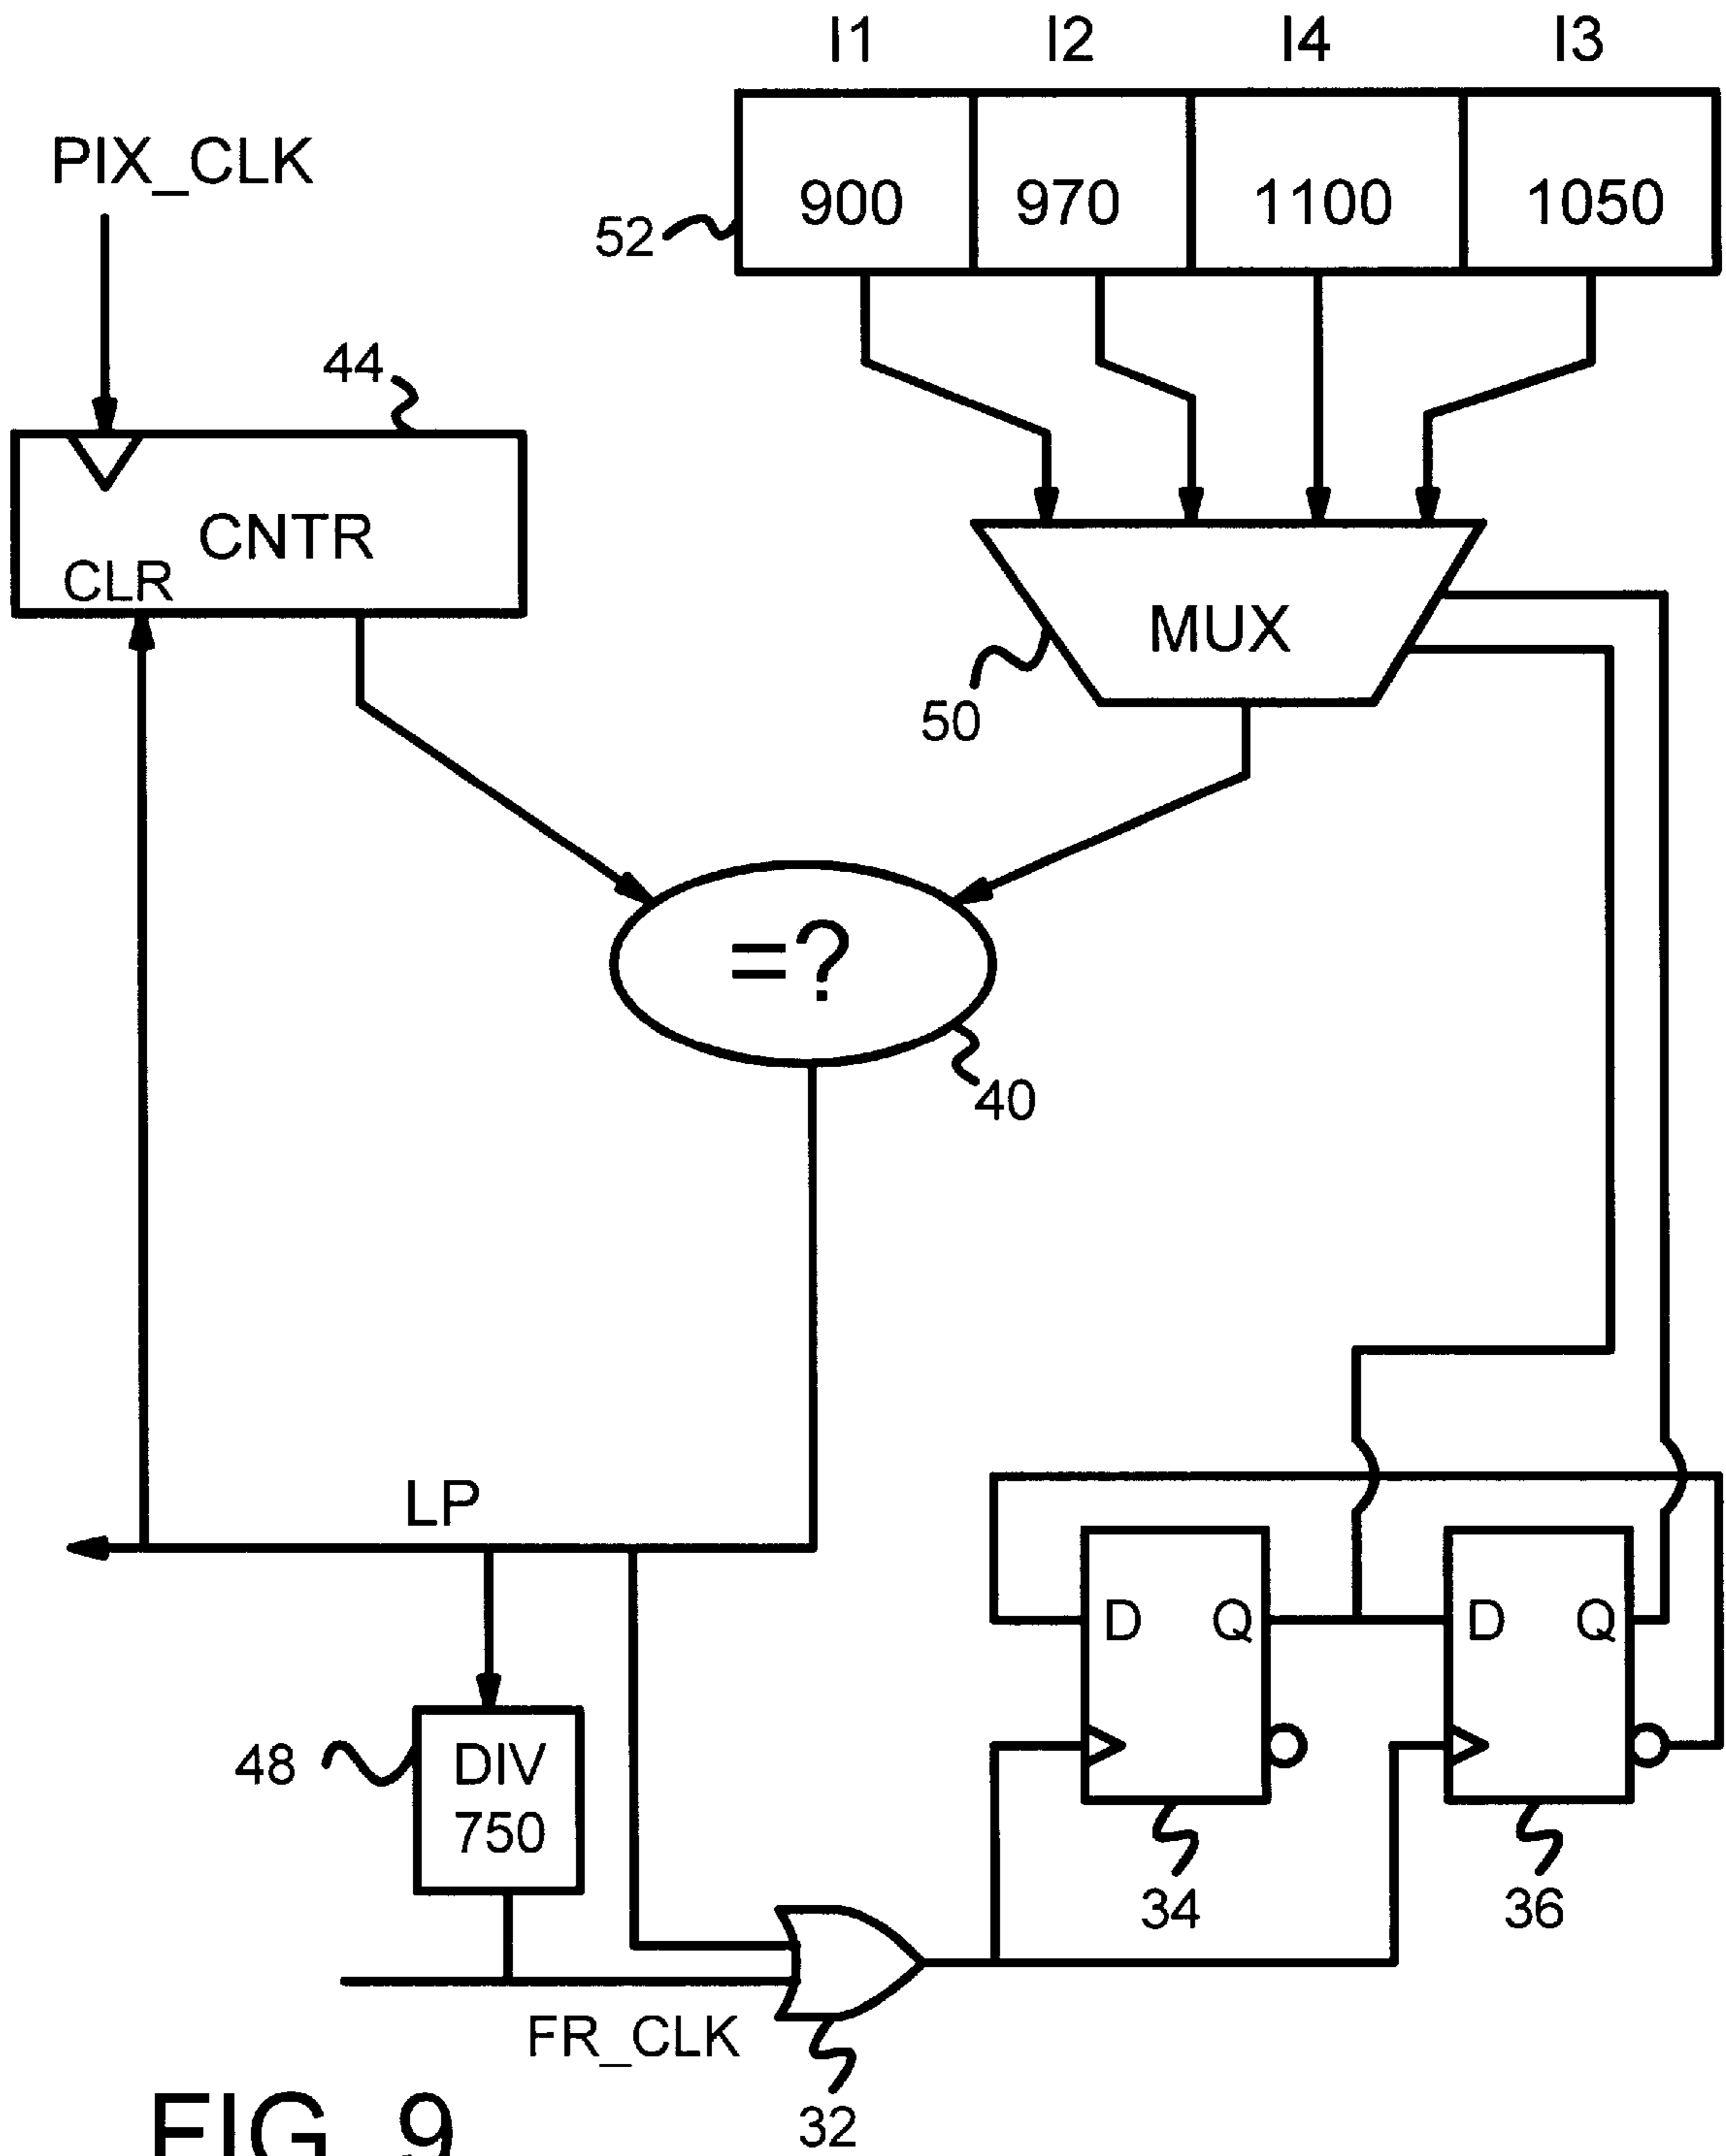 I1 I2 I4 I3
PIX_CLK
900 970 1100 1050
52
44
CNTR
CLR
MUX
50
=?
40
LP
D Q D Q
48
DIV
750
34 36
FR_CLK
32
FIG. 9